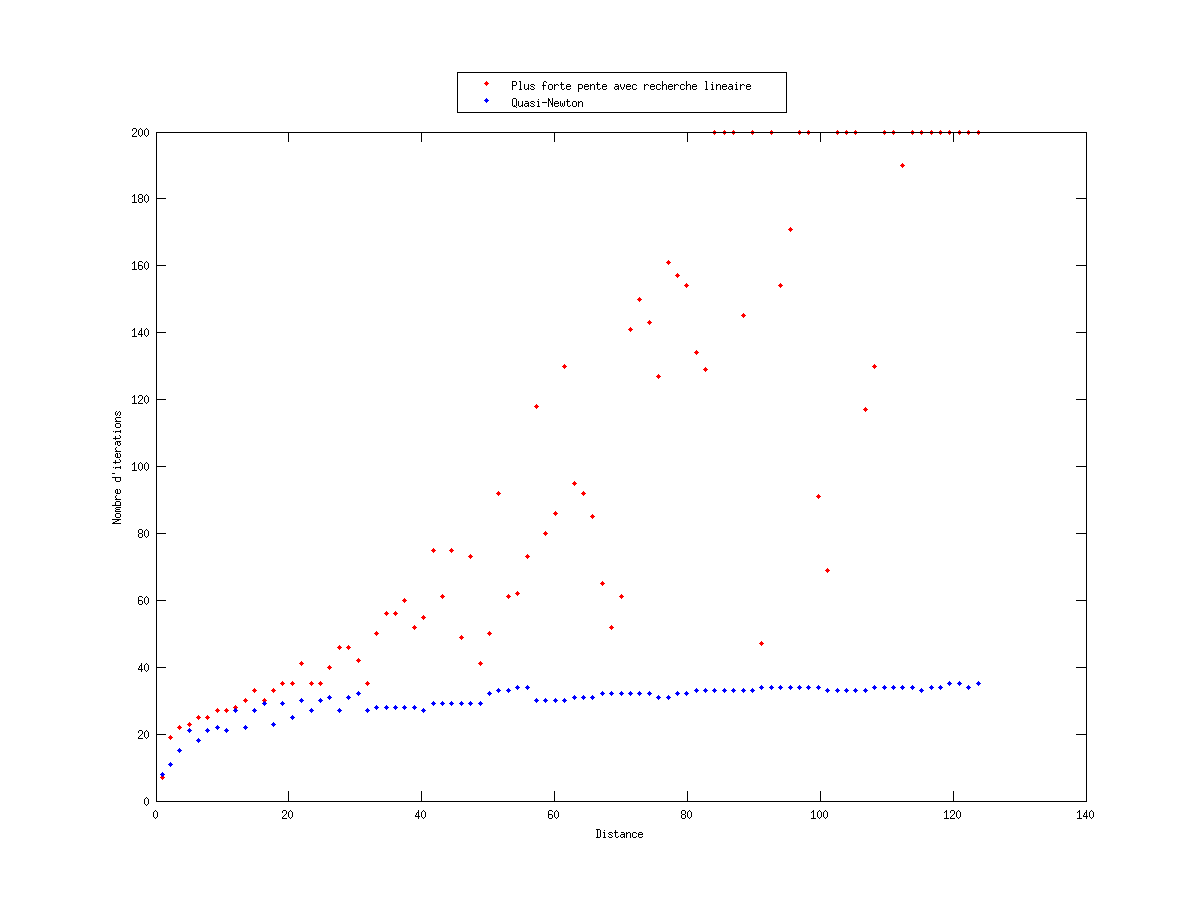 Plus forte pente avec recherche lineaire
Quasi-Newton
200
180
160
140
120
100
80
60
40
20
0
Nombre d'iterations
0 20 40 60 80 100 120 140
Distance